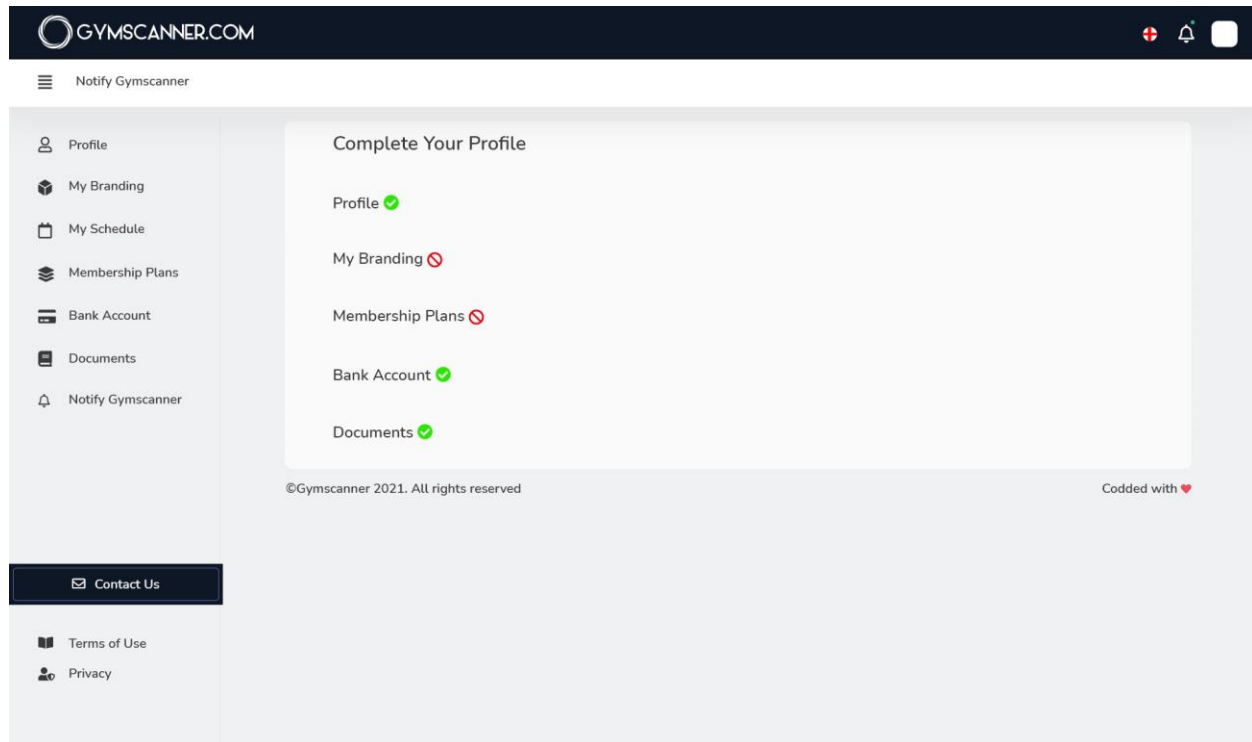 GYMSCANNER.COM
Notify Gymscanner
Profile
My Branding
My Schedule
Membership Plans
Bank Account
Documents
Notify Gymscanner
Contact Us
Terms of Use
Privacy
Complete Your Profile
Profile
My Branding
Membership Plans
Bank Account
Documents
©Gymscanner 2021. All rights reserved
Codded with